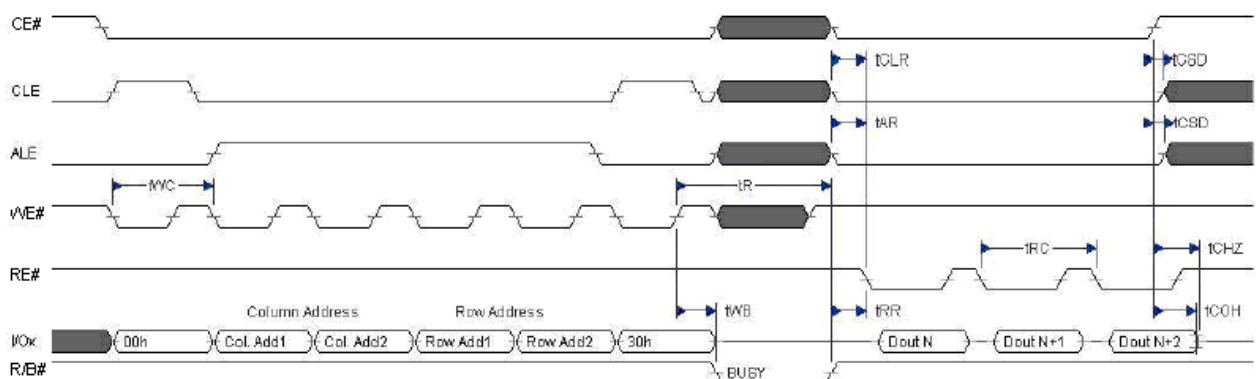 CE#
tCLR
tCSD
CLE
tAR
tCSD
ALE
tWC
tR
WE#
tRC
tCHZ
RE#
Column Address
Row Address
tWB
tRR
tCOH
I/Ox
00h
Col. Add1
Col. Add2
Row Add1
Row Add2
30h
Dout N
Dout N+1
Dout N+2
R/B#
BUSY